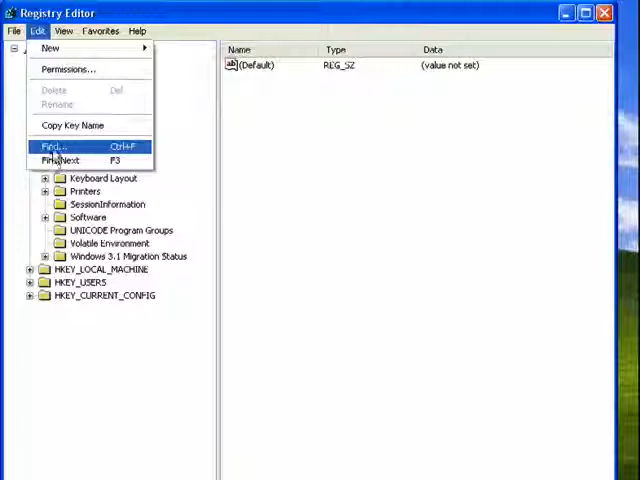 Registry Editor
File Edit View Favorites Help
New
Permissions...
Delete Del
Rename
Copy Key Name
Find... Ctrl+F
Find Next F3
Name Type Data
ab (Default) REG_SZ (value not set)
Keyboard Layout
Printers
SessionInformation
Software
UNICODE Program Groups
Volatile Environment
Windows 3.1 Migration Status
HKEY_LOCAL_MACHINE
HKEY_USERS
HKEY_CURRENT_CONFIG